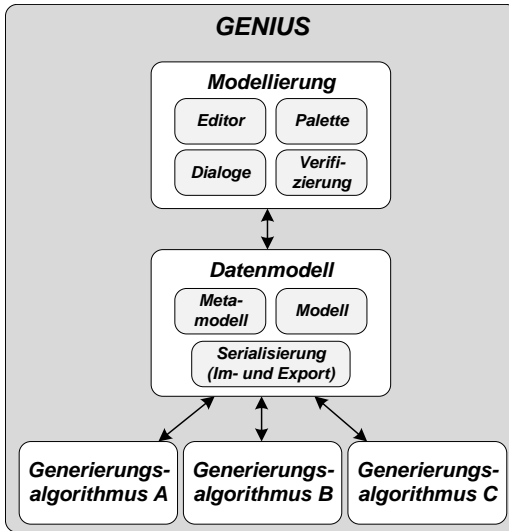 GENIUS
Modellierung
Editor
Palette
Dialoge
Verifi-
zierung
Datenmodell
Meta-
modell
Modell
Serialisierung
(Im- und Export)
Generierungs-
algorithmus A
Generierungs-
algorithmus B
Generierungs-
algorithmus C